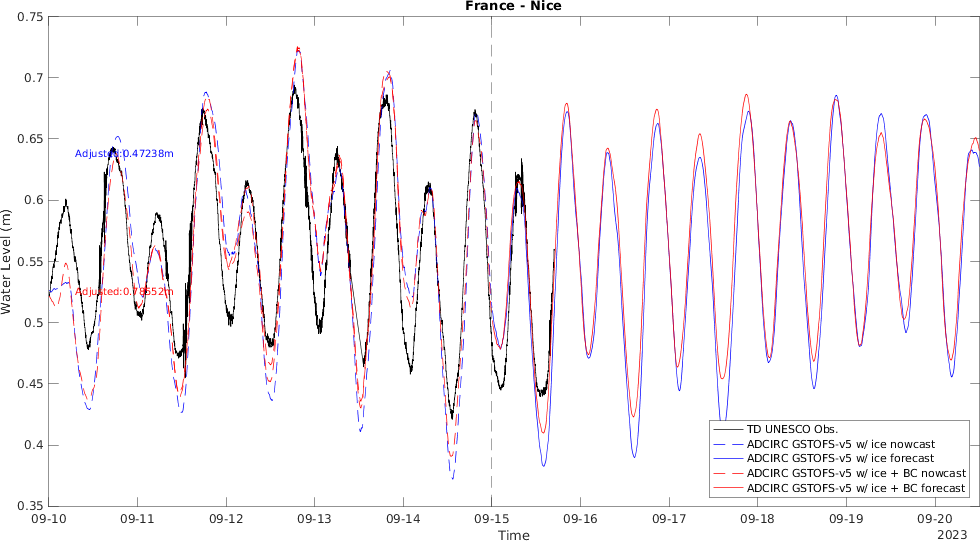 France - Nice
0.75
0.7
0.65
0.6
0.55
0.5
0.45
0.4
0.35
Water Level (m)
Adjusted:0.47238m
TD UNESCO Obs.
ADCIRC GSTOFS-v5 w/ ice nowcast
ADCIRC GSTOFS-v5 w/ ice forecast
ADCIRC GSTOFS-v5 w/ ice + BC nowcast
ADCIRC GSTOFS-v5 w/ ice + BC forecast
09-10 09-11 09-12 09-13 09-14 09-15 09-16 09-17 09-18 09-19 09-20
Time
2023